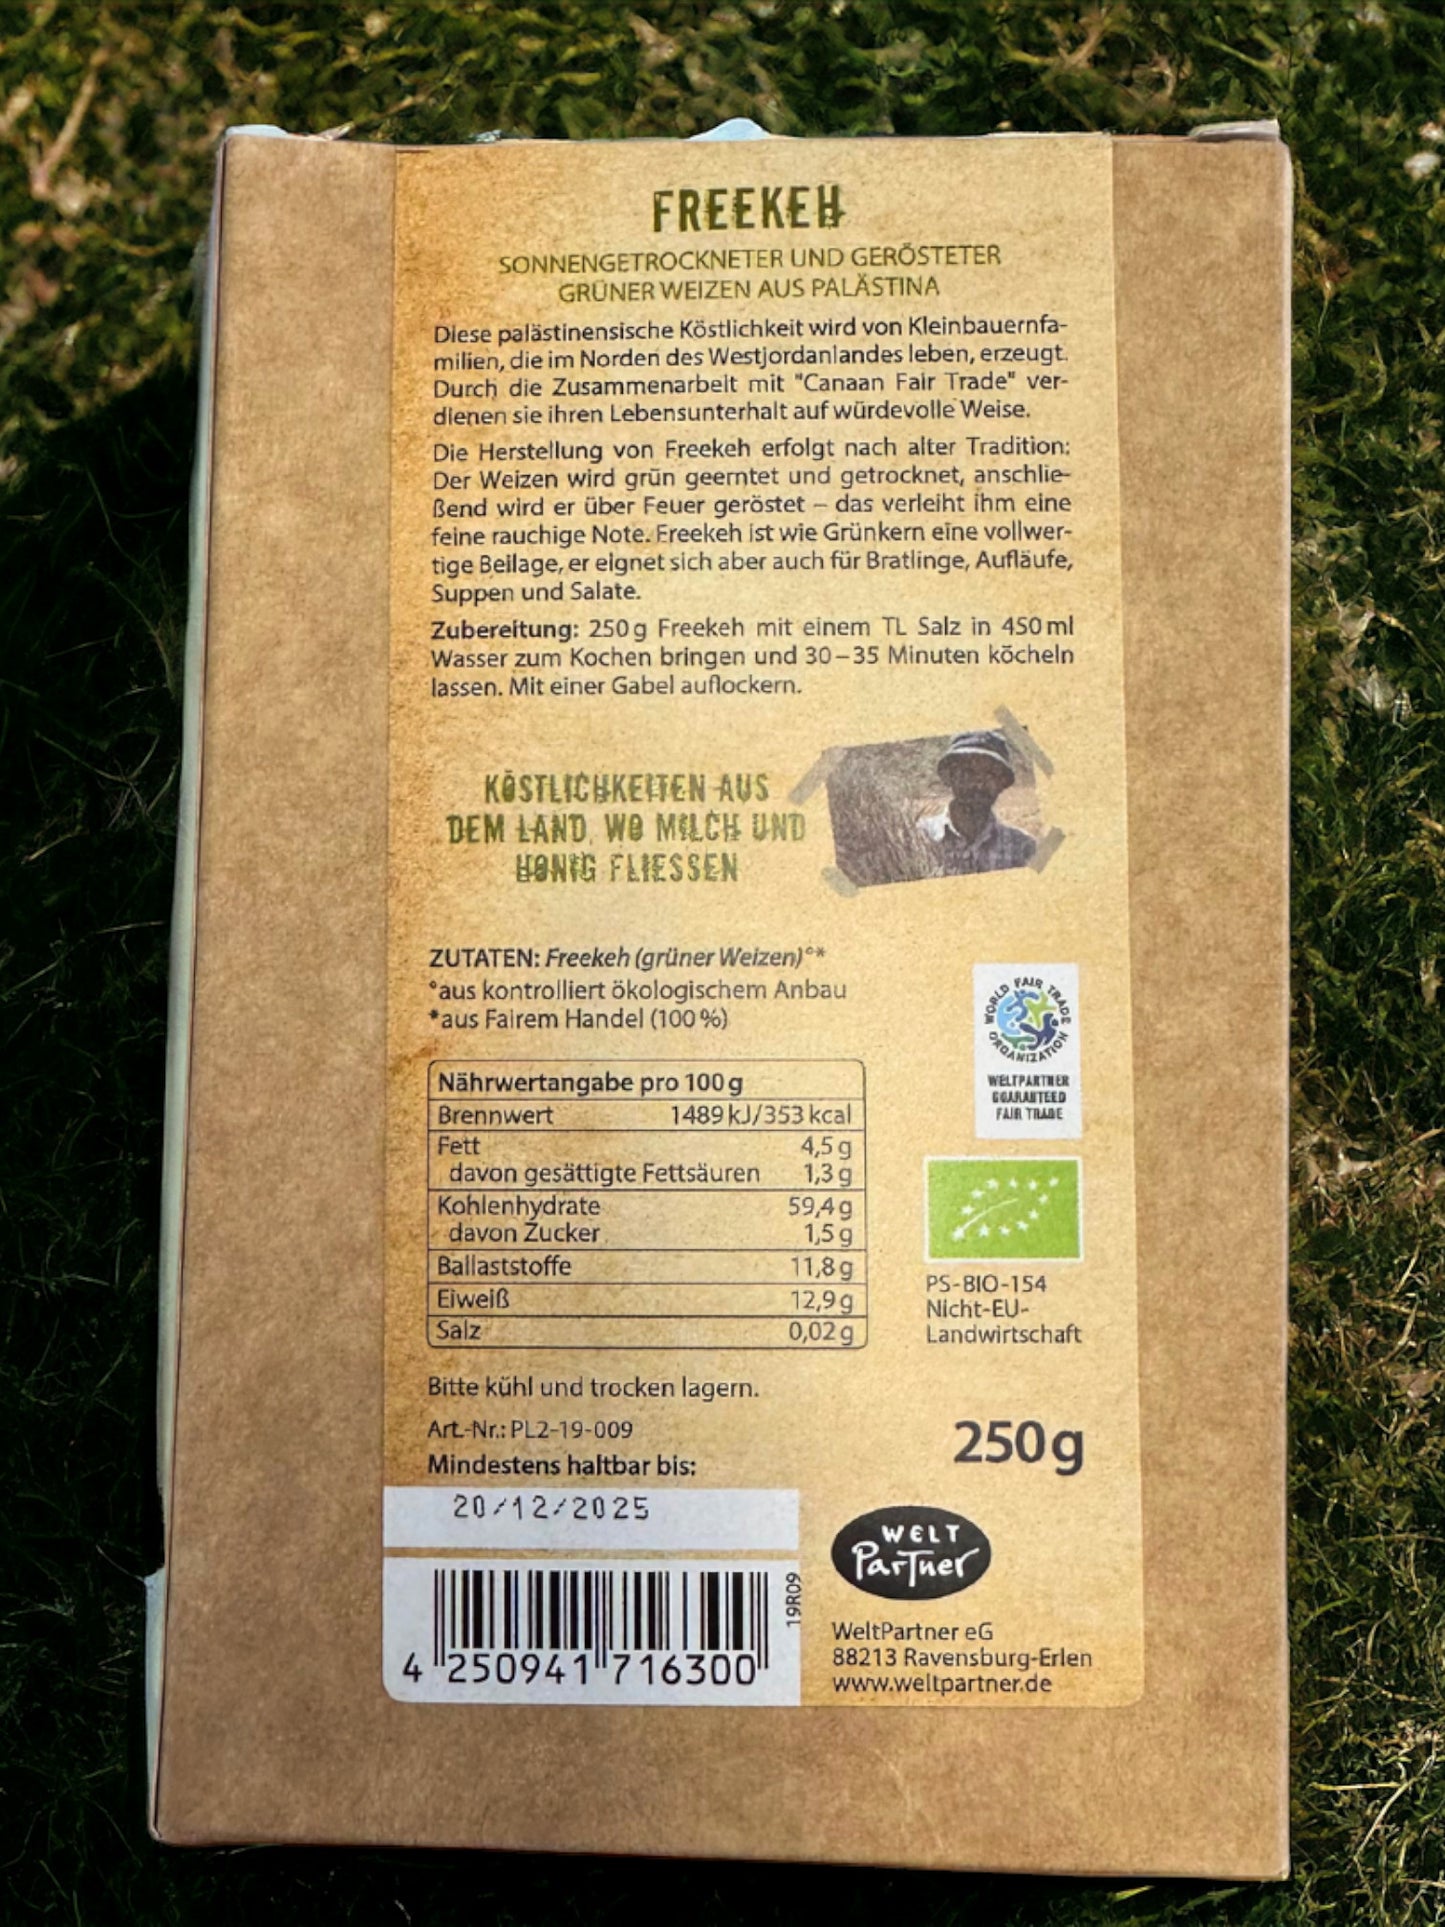 FREEKEH
SONNENGETROCKNETER UND GERÖSTETER
GRÜNER WEIZEN AUS PALÄSTINA
Diese palästinensische Köstlichkeit wird von Kleinbauernfa-
milien, die im Norden des Westjordanlandes leben, erzeugt.
Durch die Zusammenarbeit mit "Canaan Fair Trade" ver-
dienen sie ihren Lebensunterhalt auf würdevolle Weise.
Die Herstellung von Freekeh erfolgt nach alter Tradition:
Der Weizen wird grün geerntet und getrocknet, anschlie-
ßend wird er über Feuer geröstet – das verleiht ihm eine
feine rauchige Note. Freekeh ist wie Grünkern eine vollwer-
tige Beilage, er eignet sich aber auch für Bratlinge, Aufläufe,
Suppen und Salate.
Zubereitung: 250 g Freekeh mit einem TL Salz in 450 ml
Wasser zum Kochen bringen und 30–35 Minuten köcheln
lassen. Mit einer Gabel auflockern.
KÖSTLICHKEITEN AUS
DEM LAND, WO MILCH UND
HONIG FLIESSEN
ZUTATEN: Freekeh (grüner Weizen)°*
°aus kontrolliert ökologischem Anbau
*aus Fairem Handel (100 %)
WORLD FAIR TRADE ORGANIZATION
WELTPARTNER
GUARANTEED
FAIR TRADE
Nährwertangabe pro 100 g
Brennwert 1489 kJ/353 kcal
Fett 4,5 g
davon gesättigte Fettsäuren 1,3 g
Kohlenhydrate 59,4 g
davon Zucker 1,5 g
Ballaststoffe 11,8 g
Eiweiß 12,9 g
Salz 0,02 g
PS-BIO-154
Nicht-EU-
Landwirtschaft
Bitte kühl und trocken lagern.
Art.-Nr.: PL2-19-009
Mindestens haltbar bis:
20/12/2025
250 g
4 250941 716300
19R09
WELT
PARTNER
WeltPartner eG
88213 Ravensburg-Erlen
www.weltpartner.de